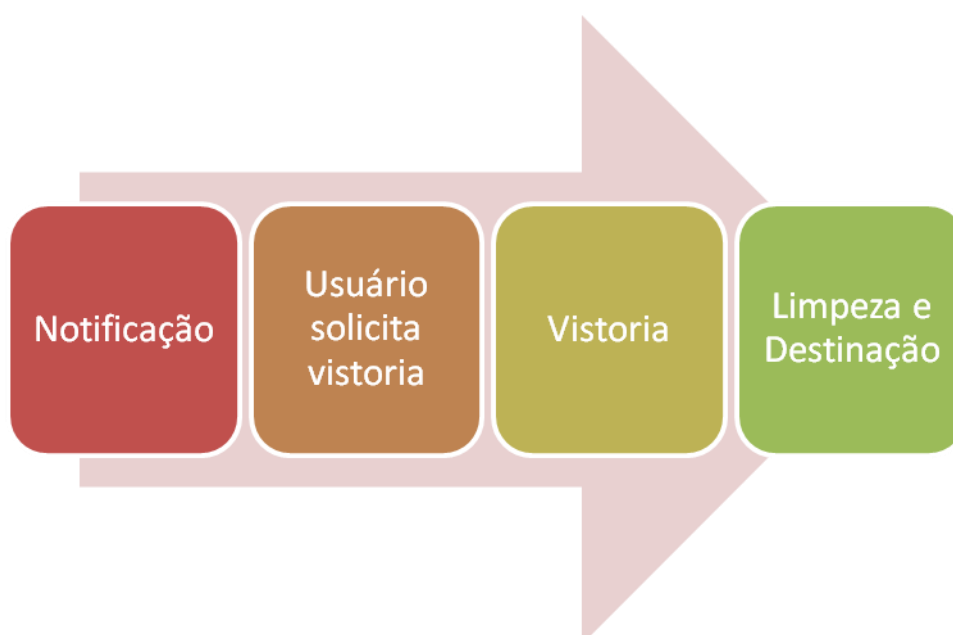 Notificação
Usuário
solicita
vistoria
Vistoria
Limpeza e
Destinação